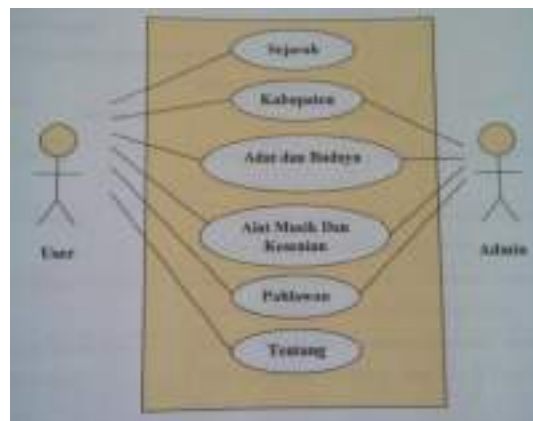 Sejarah
Kabupaten
Adat dan Budaya
Alat Musik Dan
Kesenian
User
Admin
Pahlawan
Tentang